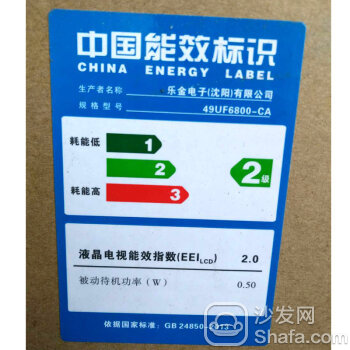 中国能效标识
CHINA ENERGY LABEL
生产者名称 乐金电子(沈阳)有限公司
规格型号 49UF6800-CA
耗能低 1
2
2级
耗能高 3
液晶电视能效指数(EEILCD) 2.0
被动待机功率(W) 0.50
依据国家标准: GB 24850-2013
沙发网
Shafa.com